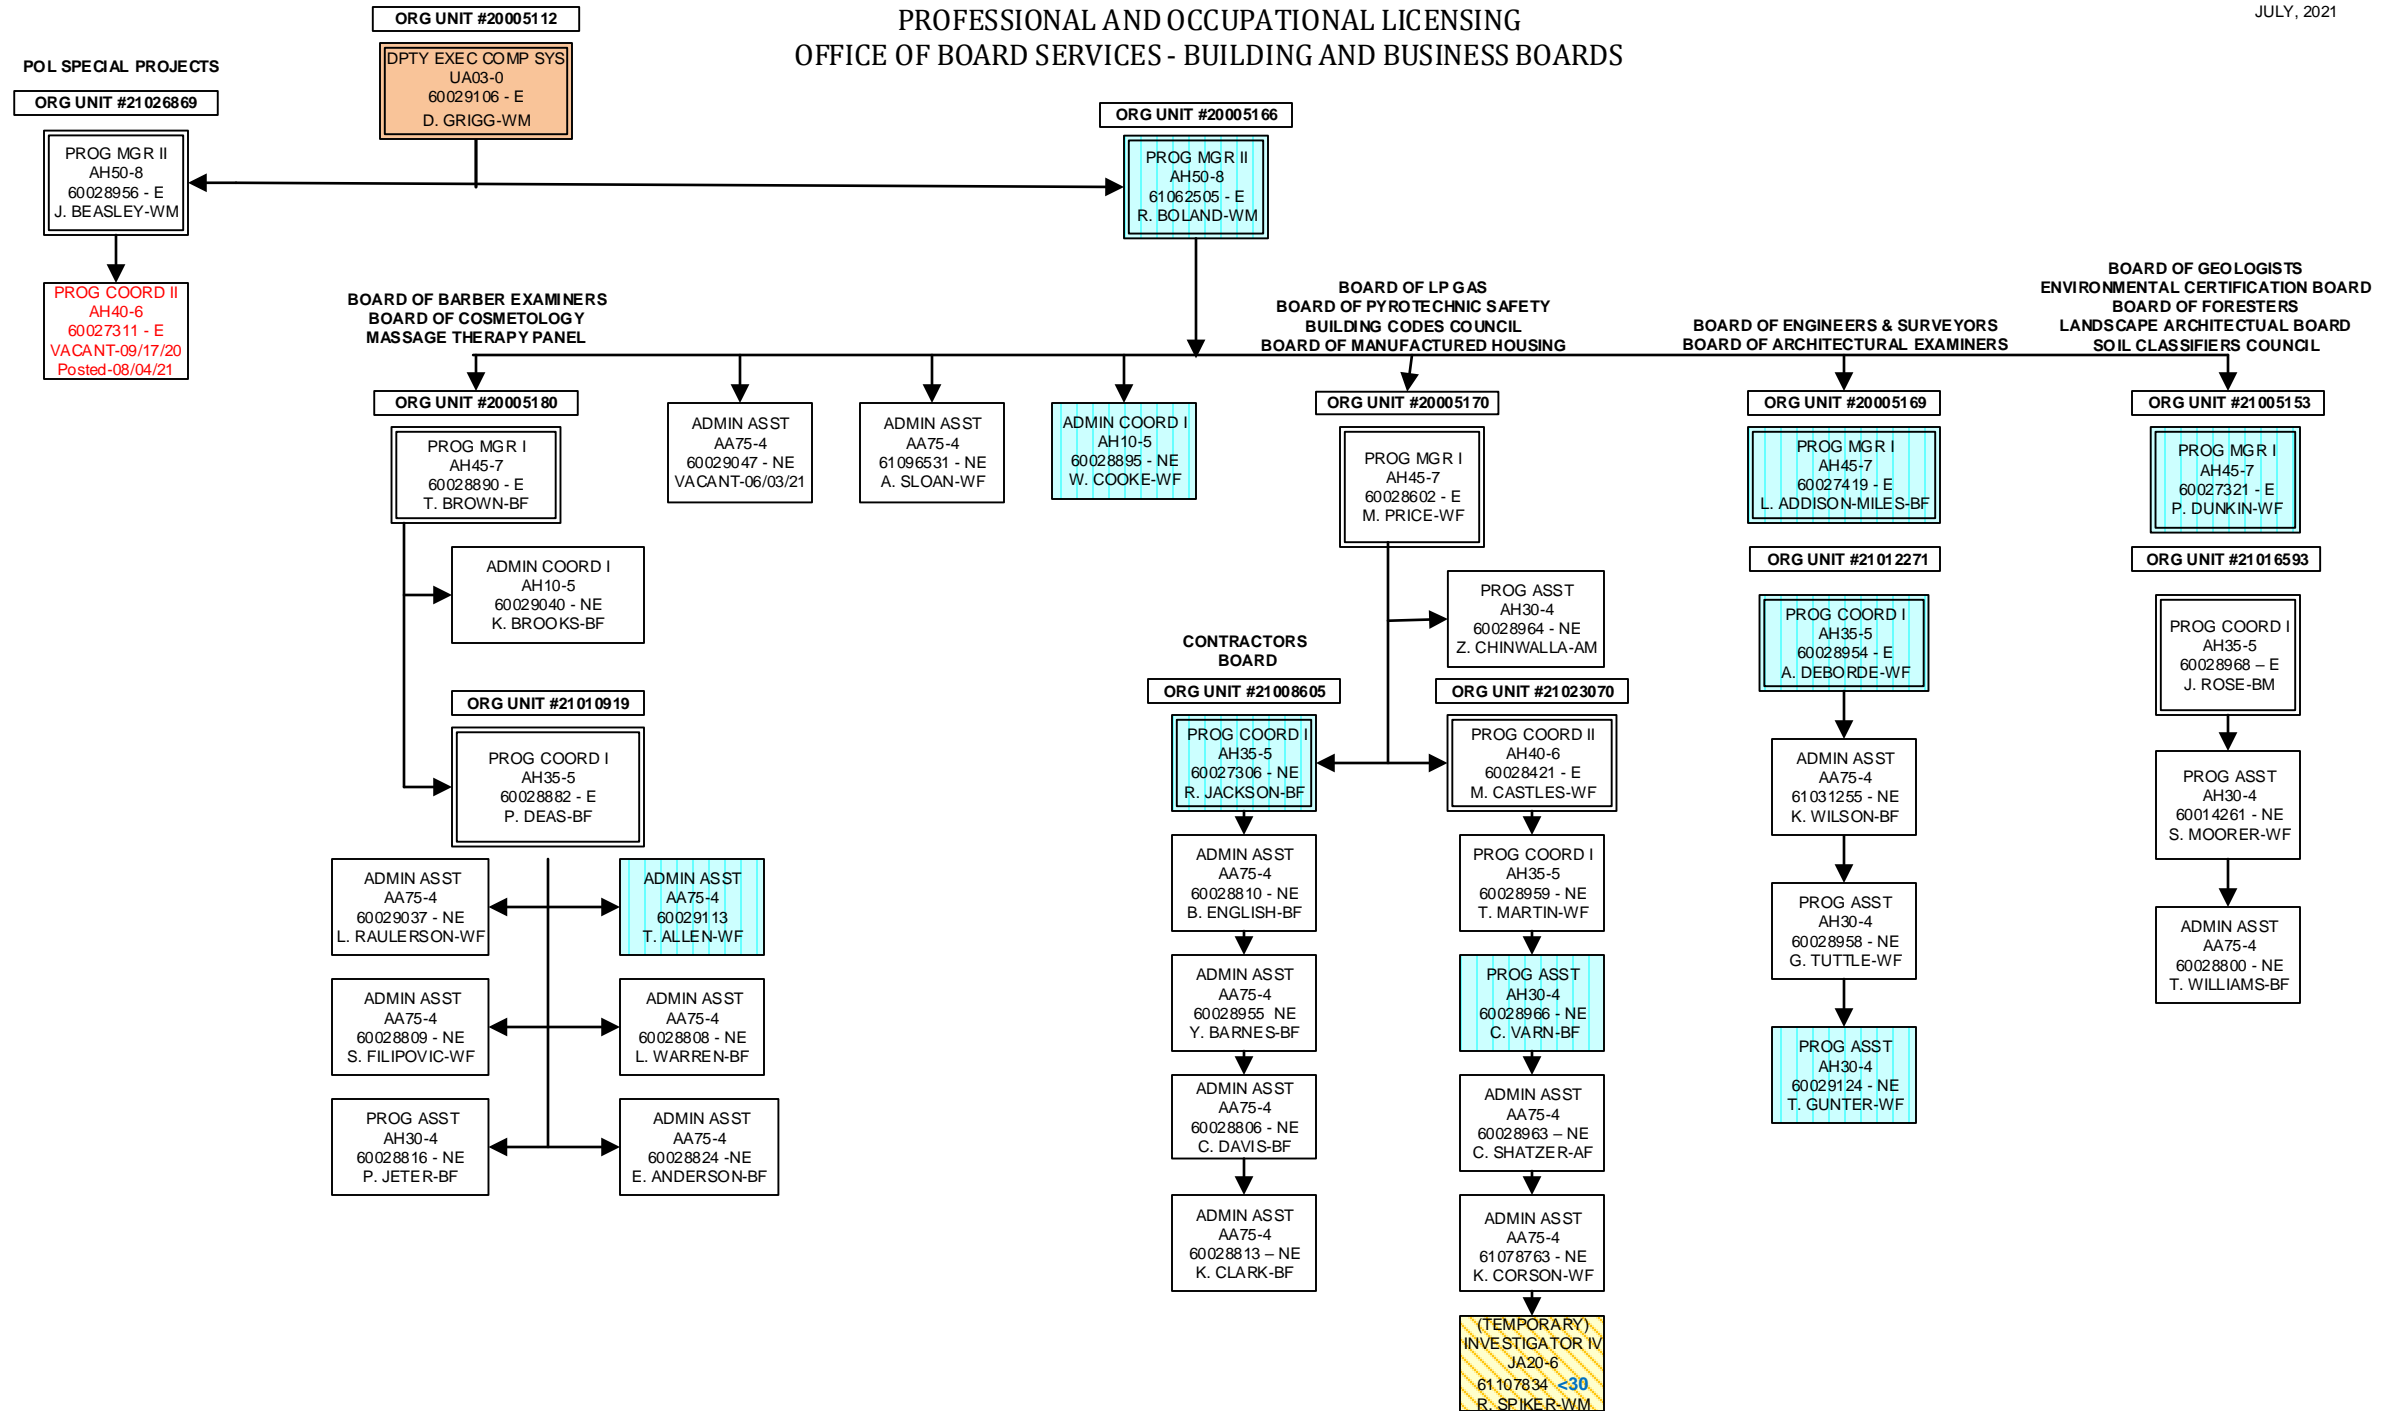 PROFESSIONAL AND OCCUPATIONAL LICENSING
OFFICE OF BOARD SERVICES - BUILDING AND BUSINESS BOARDS
JULY, 2021
ORG UNIT #20005112
DPTY EXEC COMP SYS
UA03-0
60029106 - E
D. GRIGG-WM
POL SPECIAL PROJECTS
ORG UNIT #21026869
PROG MGR II
AH50-8
60028956 - E
J. BEASLEY-WM
PROG COORD II
AH40-6
60027311 - E
VACANT-09/17/20
Posted-08/04/21
ORG UNIT #20005166
PROG MGR II
AH50-8
61062505 - E
R. BOLAND-WM
BOARD OF BARBER EXAMINERS
BOARD OF COSMETOLOGY
MASSAGE THERAPY PANEL
ORG UNIT #20005180
PROG MGR I
AH45-7
60028890 - E
T. BROWN-BF
ADMIN COORD I
AH10-5
60029040 - NE
K. BROOKS-BF
ORG UNIT #21010919
PROG COORD I
AH35-5
60028882 - E
P. DEAS-BF
ADMIN ASST
AA75-4
60029037 - NE
L. RAULERSON-WF
ADMIN ASST
AA75-4
60029113
T. ALLEN-WF
ADMIN ASST
AA75-4
60028809 - NE
S. FILIPOVIC-WF
ADMIN ASST
AA75-4
60028808 - NE
L. WARREN-BF
PROG ASST
AH30-4
60028816 - NE
P. JETER-BF
ADMIN ASST
AA75-4
60028824 -NE
E. ANDERSON-BF
ADMIN ASST
AA75-4
60029047 - NE
VACANT-06/03/21
ADMIN ASST
AA75-4
61096531 - NE
A. SLOAN-WF
ADMIN COORD I
AH10-5
60028895 - NE
W. COOKE-WF
BOARD OF LP GAS
BOARD OF PYROTECHNIC SAFETY
BUILDING CODES COUNCIL
BOARD OF MANUFACTURED HOUSING
ORG UNIT #20005170
PROG MGR I
AH45-7
60028602 - E
M. PRICE-WF
PROG ASST
AH30-4
60028964 - NE
Z. CHINWALLA-AM
CONTRACTORS
BOARD
ORG UNIT #21008605
PROG COORD I
AH35-5
60027306 - NE
R. JACKSON-BF
ADMIN ASST
AA75-4
60028810 - NE
B. ENGLISH-BF
ADMIN ASST
AA75-4
60028955 NE
Y. BARNES-BF
ADMIN ASST
AA75-4
60028806 - NE
C. DAVIS-BF
ADMIN ASST
AA75-4
60028813 – NE
K. CLARK-BF
ORG UNIT #21023070
PROG COORD II
AH40-6
60028421 - E
M. CASTLES-WF
PROG COORD I
AH35-5
60028959 - NE
T. MARTIN-WF
PROG ASST
AH30-4
60028966 - NE
C. VARN-BF
ADMIN ASST
AA75-4
60028963 – NE
C. SHATZER-AF
ADMIN ASST
AA75-4
61078763 - NE
K. CORSON-WF
(TEMPORARY)
INVESTIGATOR IV
JA20-6
61107834 <30
R. SPIKER-WM
BOARD OF ENGINEERS & SURVEYORS
BOARD OF ARCHITECTURAL EXAMINERS
ORG UNIT #20005169
PROG MGR I
AH45-7
60027419 - E
L. ADDISON-MILES-BF
ORG UNIT #21012271
PROG COORD I
AH35-5
60028954 - E
A. DEBORDE-WF
ADMIN ASST
AA75-4
61031255 - NE
K. WILSON-BF
PROG ASST
AH30-4
60028958 - NE
G. TUTTLE-WF
PROG ASST
AH30-4
60029124 - NE
T. GUNTER-WF
BOARD OF GEOLOGISTS
ENVIRONMENTAL CERTIFICATION BOARD
BOARD OF FORESTERS
LANDSCAPE ARCHITECTUAL BOARD
SOIL CLASSIFIERS COUNCIL
ORG UNIT #21005153
PROG MGR I
AH45-7
60027321 - E
P. DUNKIN-WF
ORG UNIT #21016593
PROG COORD I
AH35-5
60028968 – E
J. ROSE-BM
PROG ASST
AH30-4
60014261 - NE
S. MOORER-WF
ADMIN ASST
AA75-4
60028800 - NE
T. WILLIAMS-BF